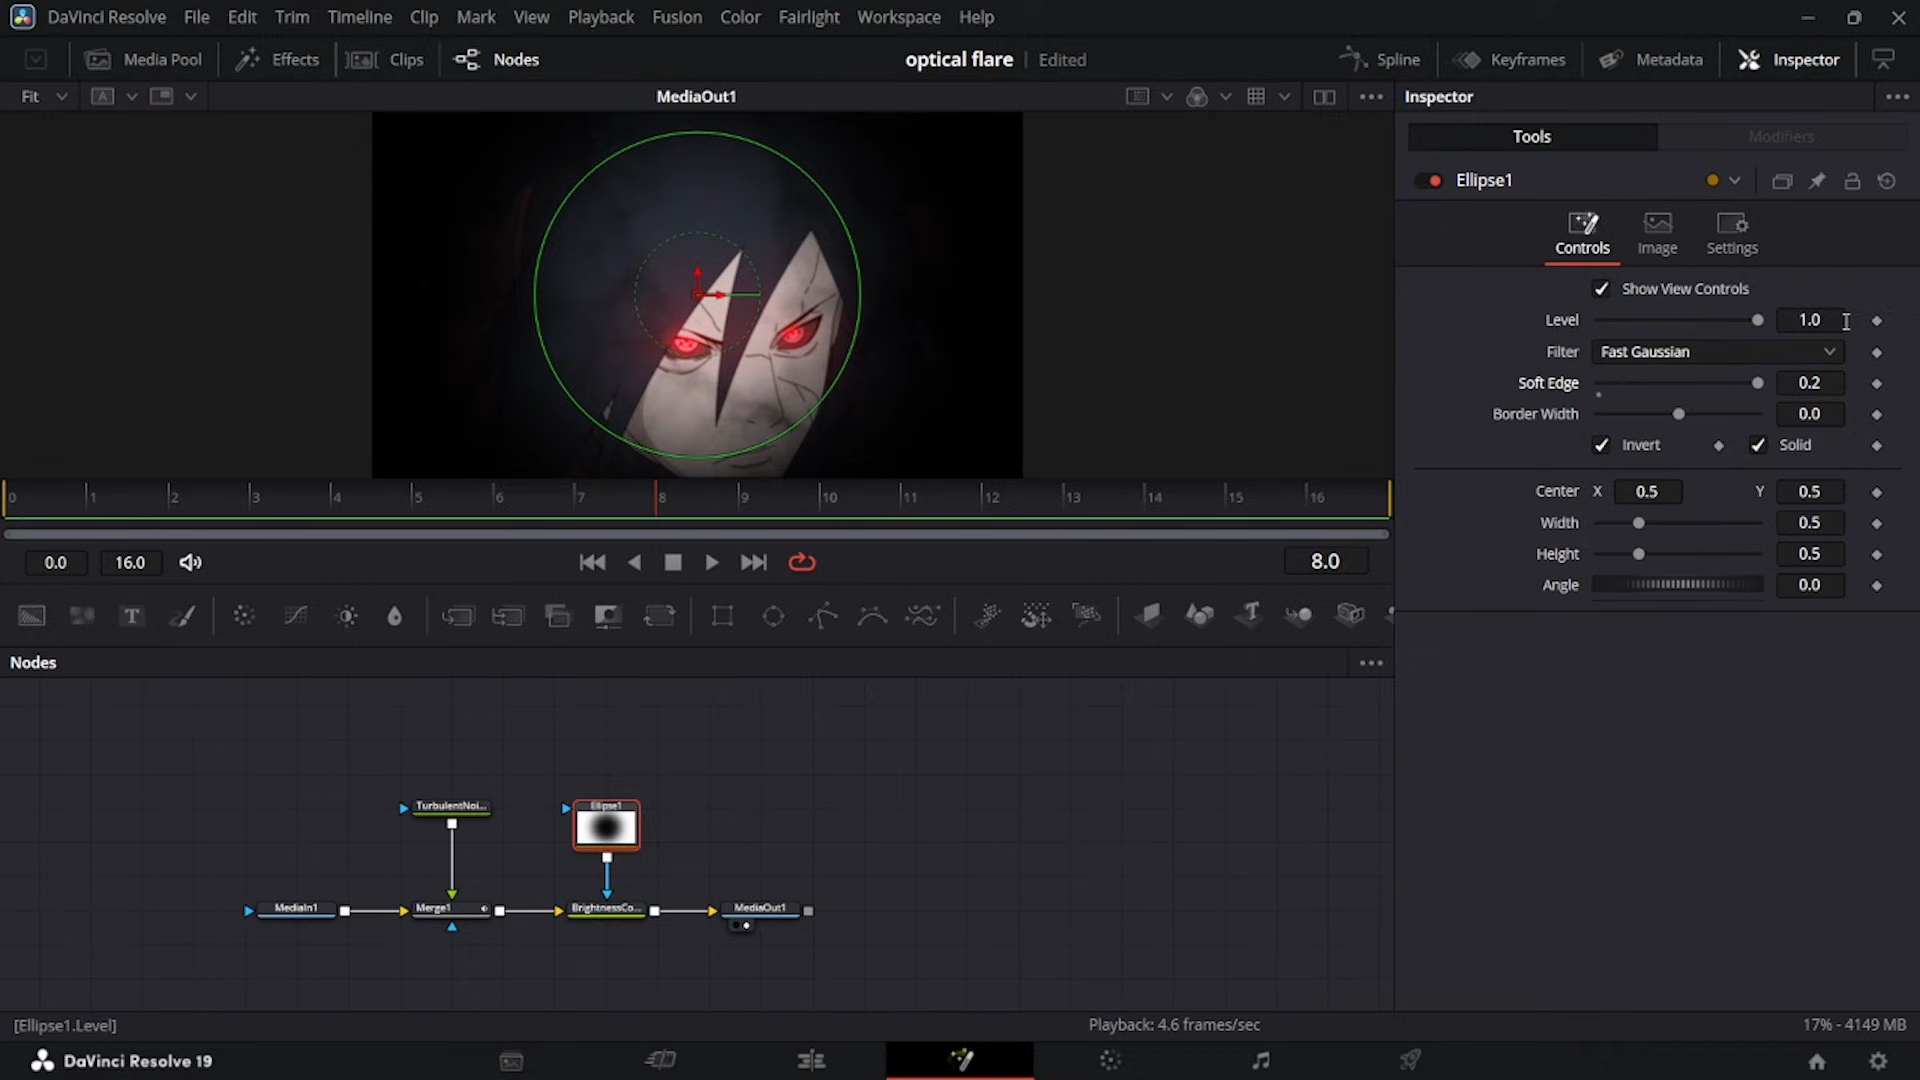 DaVinci Resolve File Edit Trim Timeline Clip Mark View Playback Fusion Color Fairlight Workspace Help
Media Pool Effects Clips Nodes optical flare Edited Spline Keyframes Metadata Inspector
Fit A MediaOut1 Inspector
Tools Modifiers
Ellipse1
Controls Image Settings
Show View Controls
Level 1.0
Filter Fast Gaussian
Soft Edge 0.2
Border Width 0.0
Invert Solid
Center X 0.5 Y 0.5
Width 0.5
Height 0.5
Angle 0.0
0 1 2 3 4 5 6 7 8 9 10 11 12 13 14 15 16
0.0 16.0 8.0
T T
Nodes
TurbulentNoi... Ellipse1
MediaIn1 Merge1 BrightnessCo... MediaOut1
[Ellipse1.Level] Playback: 4.6 frames/sec 17% - 4149 MB
DaVinci Resolve 19